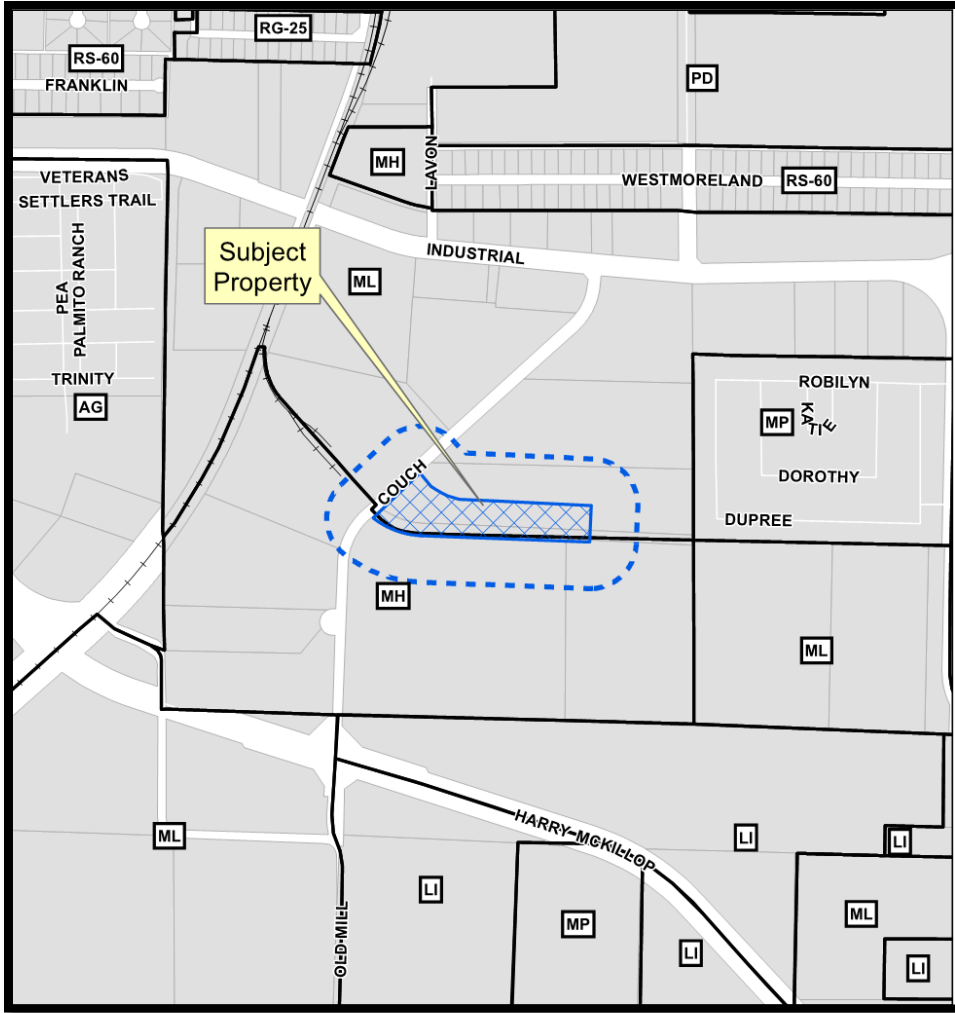 RG-25
RS-60
FRANKLIN
PD
MH
LAVON
WESTMORELAND
RS-60
VETERANS
SETTLERS TRAIL
PEA
PALMITO RANCH
TRINITY
AG
Subject
Property
INDUSTRIAL
ML
ROBILYN
MP
KATIE
DOROTHY
DUPREE
COUCH
MH
ML
ML
HARRY MCKILLOP
LI
LI
LI
OLD MILL
MP
LI
ML
LI